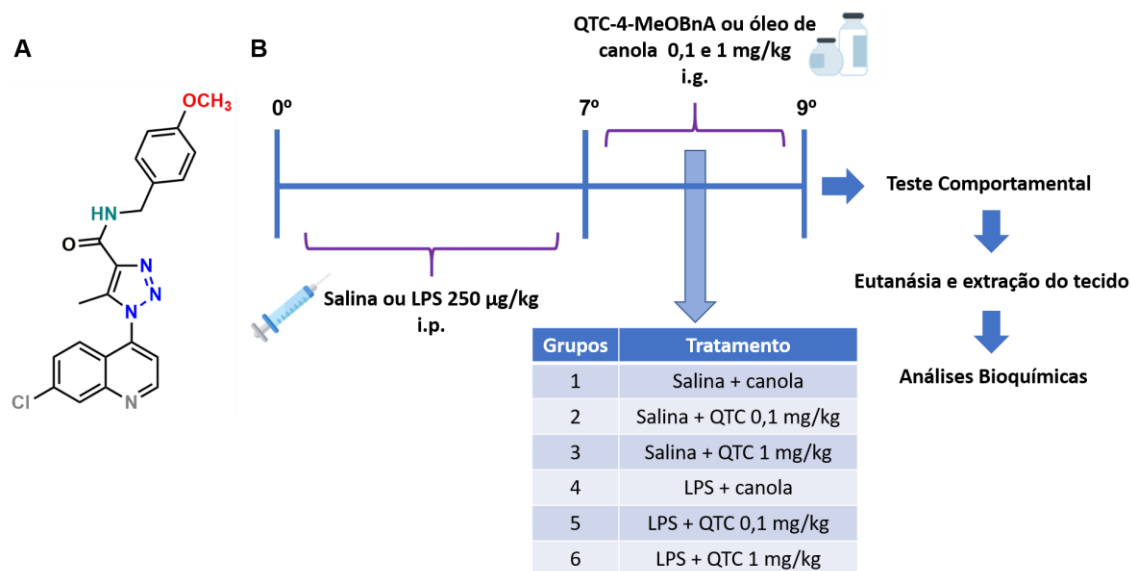 A
OCH3
HN
O
N
N
N
Cl
N
B
QTC-4-MeOBnA ou óleo de
canola 0,1 e 1 mg/kg
i.g.
0º
7º
9º
Salina ou LPS 250 µg/kg
i.p.
Teste Comportamental
Eutanásia e extração do tecido
Análises Bioquímicas
Grupos Tratamento
1 Salina + canola
2 Salina + QTC 0,1 mg/kg
3 Salina + QTC 1 mg/kg
4 LPS + canola
5 LPS + QTC 0,1 mg/kg
6 LPS + QTC 1 mg/kg